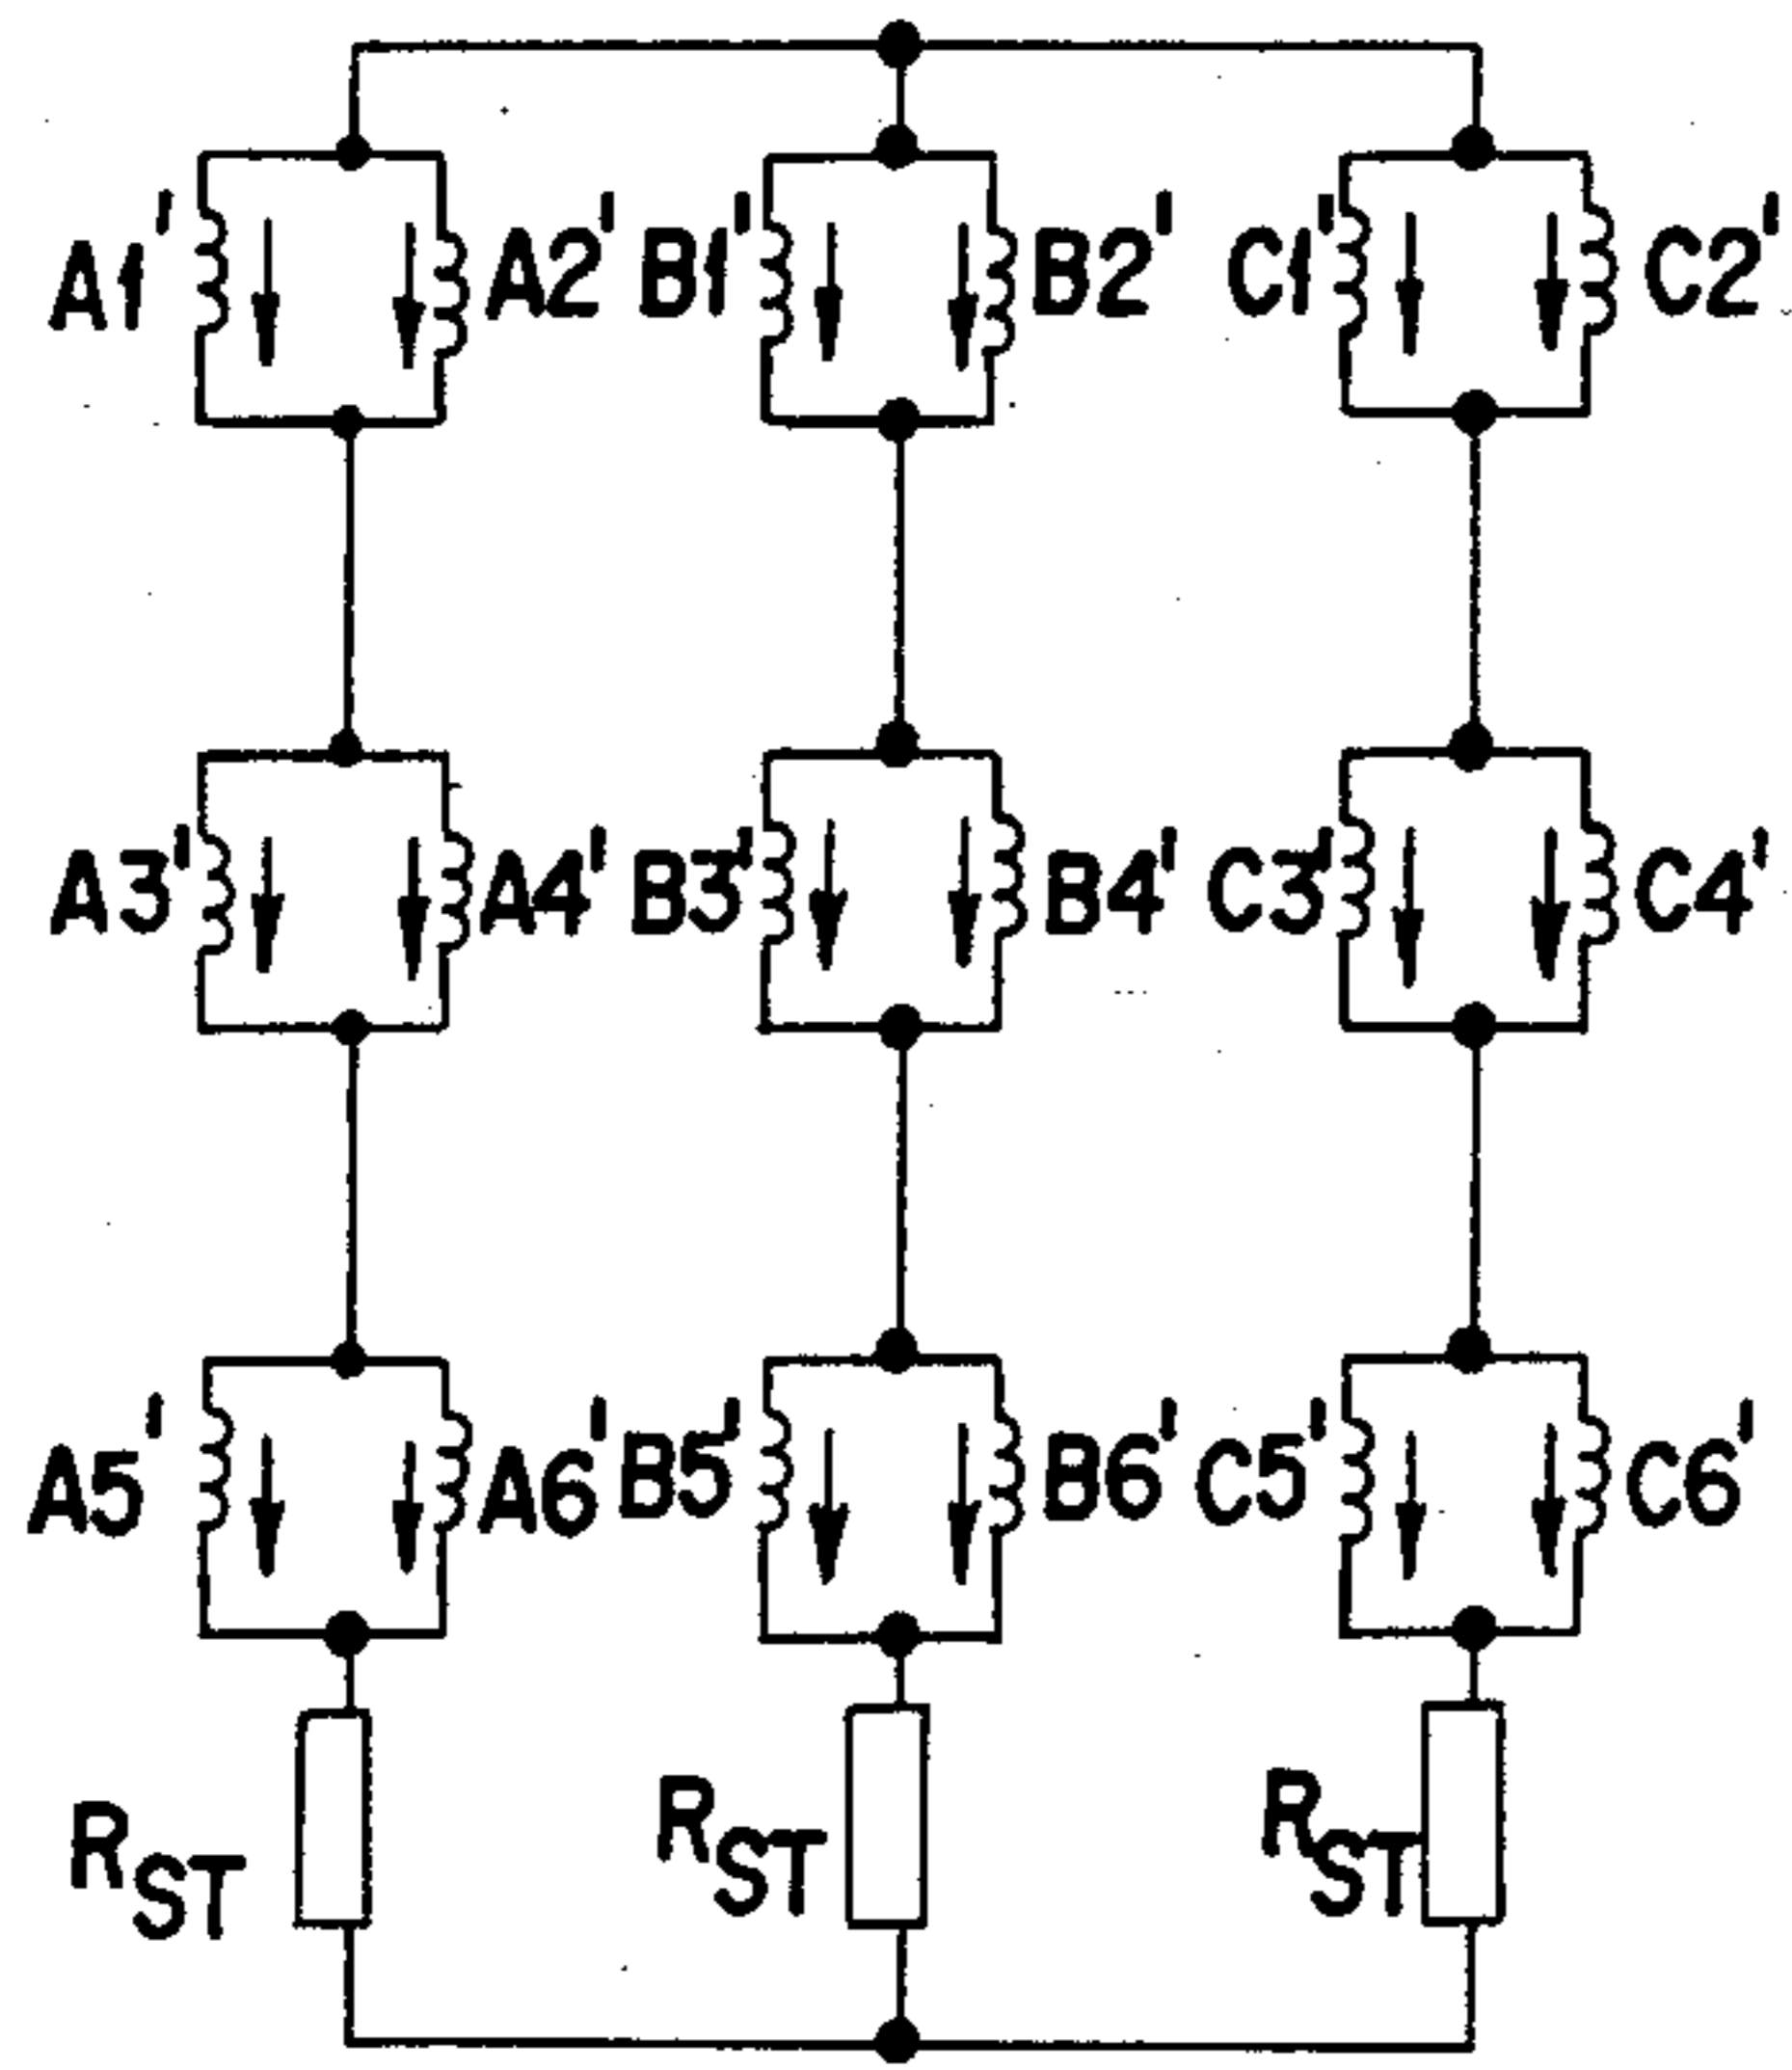 A1' A2' B1' B2' C1' C2'
A3' A4' B3' B4' C3' C4'
A5' A6' B5' B6' C5' C6'
RST RST RST